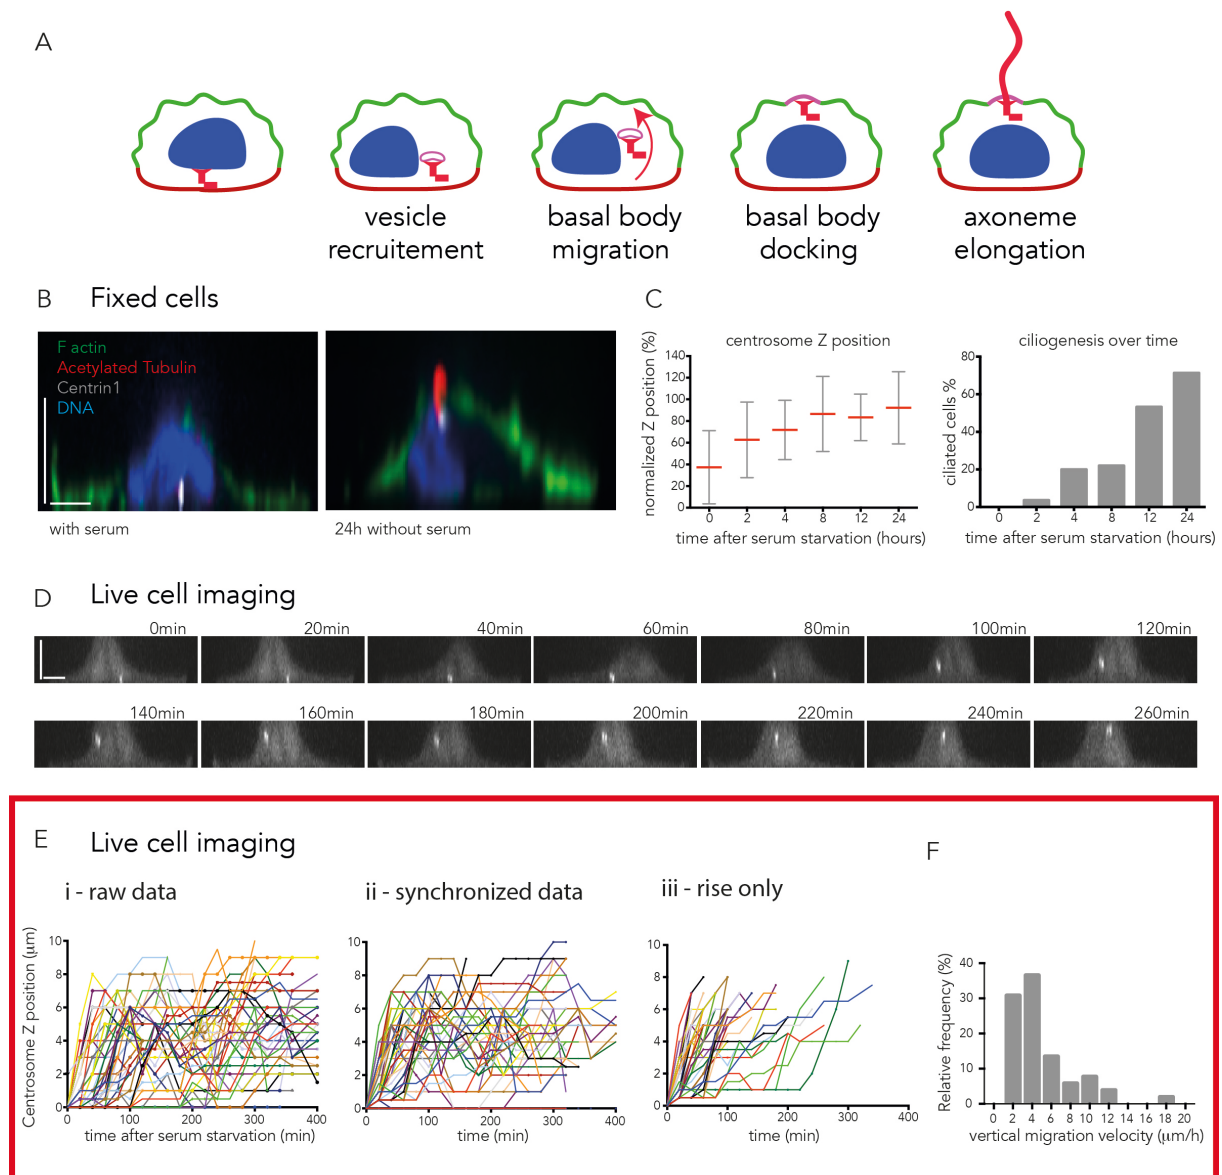 A
vesicle
recruitement
basal body
migration
basal body
docking
axoneme
elongation
B Fixed cells
F actin
Acetylated Tubulin
Centrin1
DNA
with serum
24h without serum
C
centrosome Z position
normalized Z position (%)
140
120
100
80
60
40
20
0
0 2 4 8 12 24
time after serum starvation (hours)
ciliogenesis over time
ciliated cells %
80
60
40
20
0
0 2 4 8 12 24
time after serum starvation (hours)
D Live cell imaging
0min 20min 40min 60min 80min 100min 120min
140min 160min 180min 200min 220min 240min 260min
E Live cell imaging
i - raw data
Centrosome Z position (μm)
10
8
6
4
2
0
0 100 200 300 400
time after serum starvation (min)
ii - synchronized data
10
8
6
4
2
0
0 100 200 300 400
time (min)
iii - rise only
10
8
6
4
2
0
0 100 200 300 400
time (min)
F
Relative frequency (%)
40
30
20
10
0
0 2 4 6 8 10 12 14 16 18 20
vertical migration velocity (μm/h)